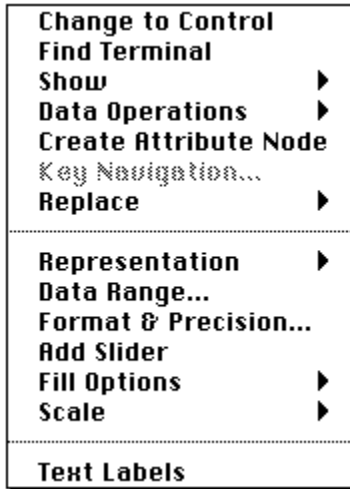 Change to Control
Find Terminal
Show
Data Operations
Create Attribute Node
Key Navigation...
Replace
Representation
Data Range...
Format & Precision...
Add Slider
Fill Options
Scale
Text Labels